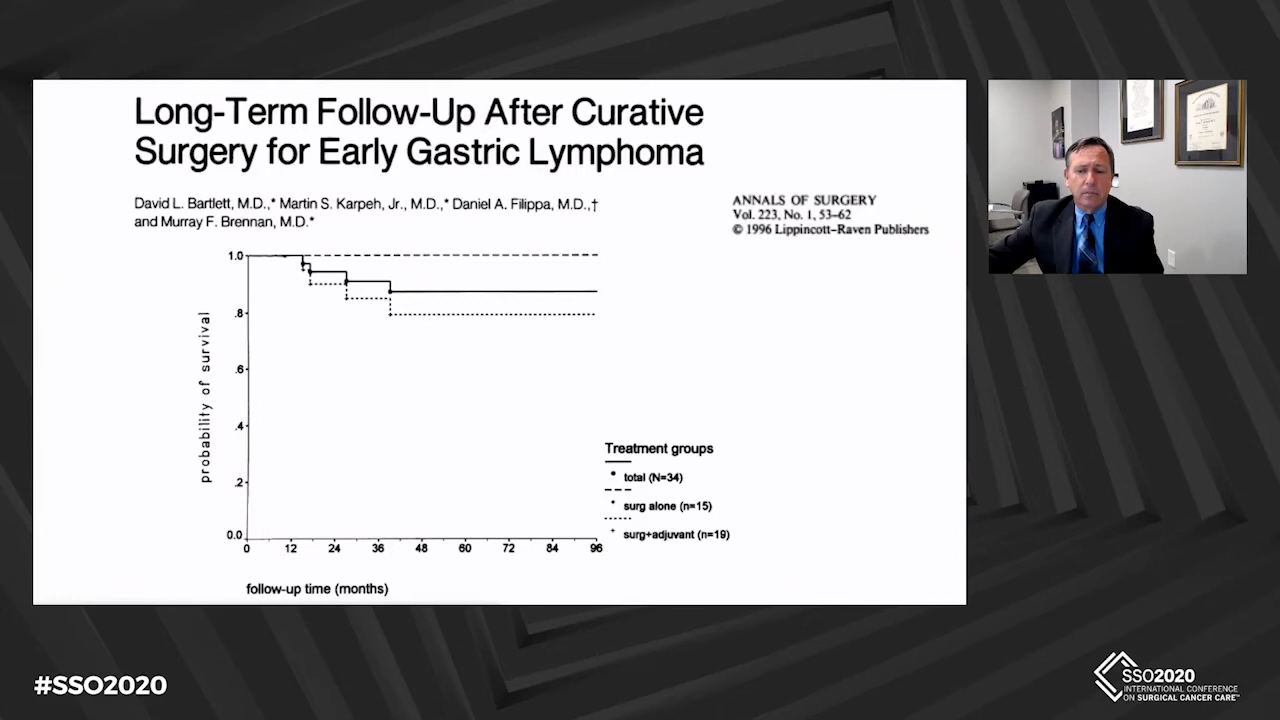 Long-Term Follow-Up After Curative
Surgery for Early Gastric Lymphoma
David L. Bartlett, M.D.,* Martin S. Karpeh, Jr., M.D.,* Daniel A. Filippa, M.D.,†
and Murray F. Brennan, M.D.*
ANNALS OF SURGERY
Vol. 223, No. 1, 53–62
© 1996 Lippincott–Raven Publishers
probability of survival
1.0
.8
.6
.4
.2
0.0
0 12 24 36 48 60 72 84 96
follow-up time (months)
Treatment groups
total (N=34)
surg alone (n=15)
surg+adjuvant (n=19)
#SSO2020
SSO2020
INTERNATIONAL CONFERENCE
ON SURGICAL CANCER CARE™